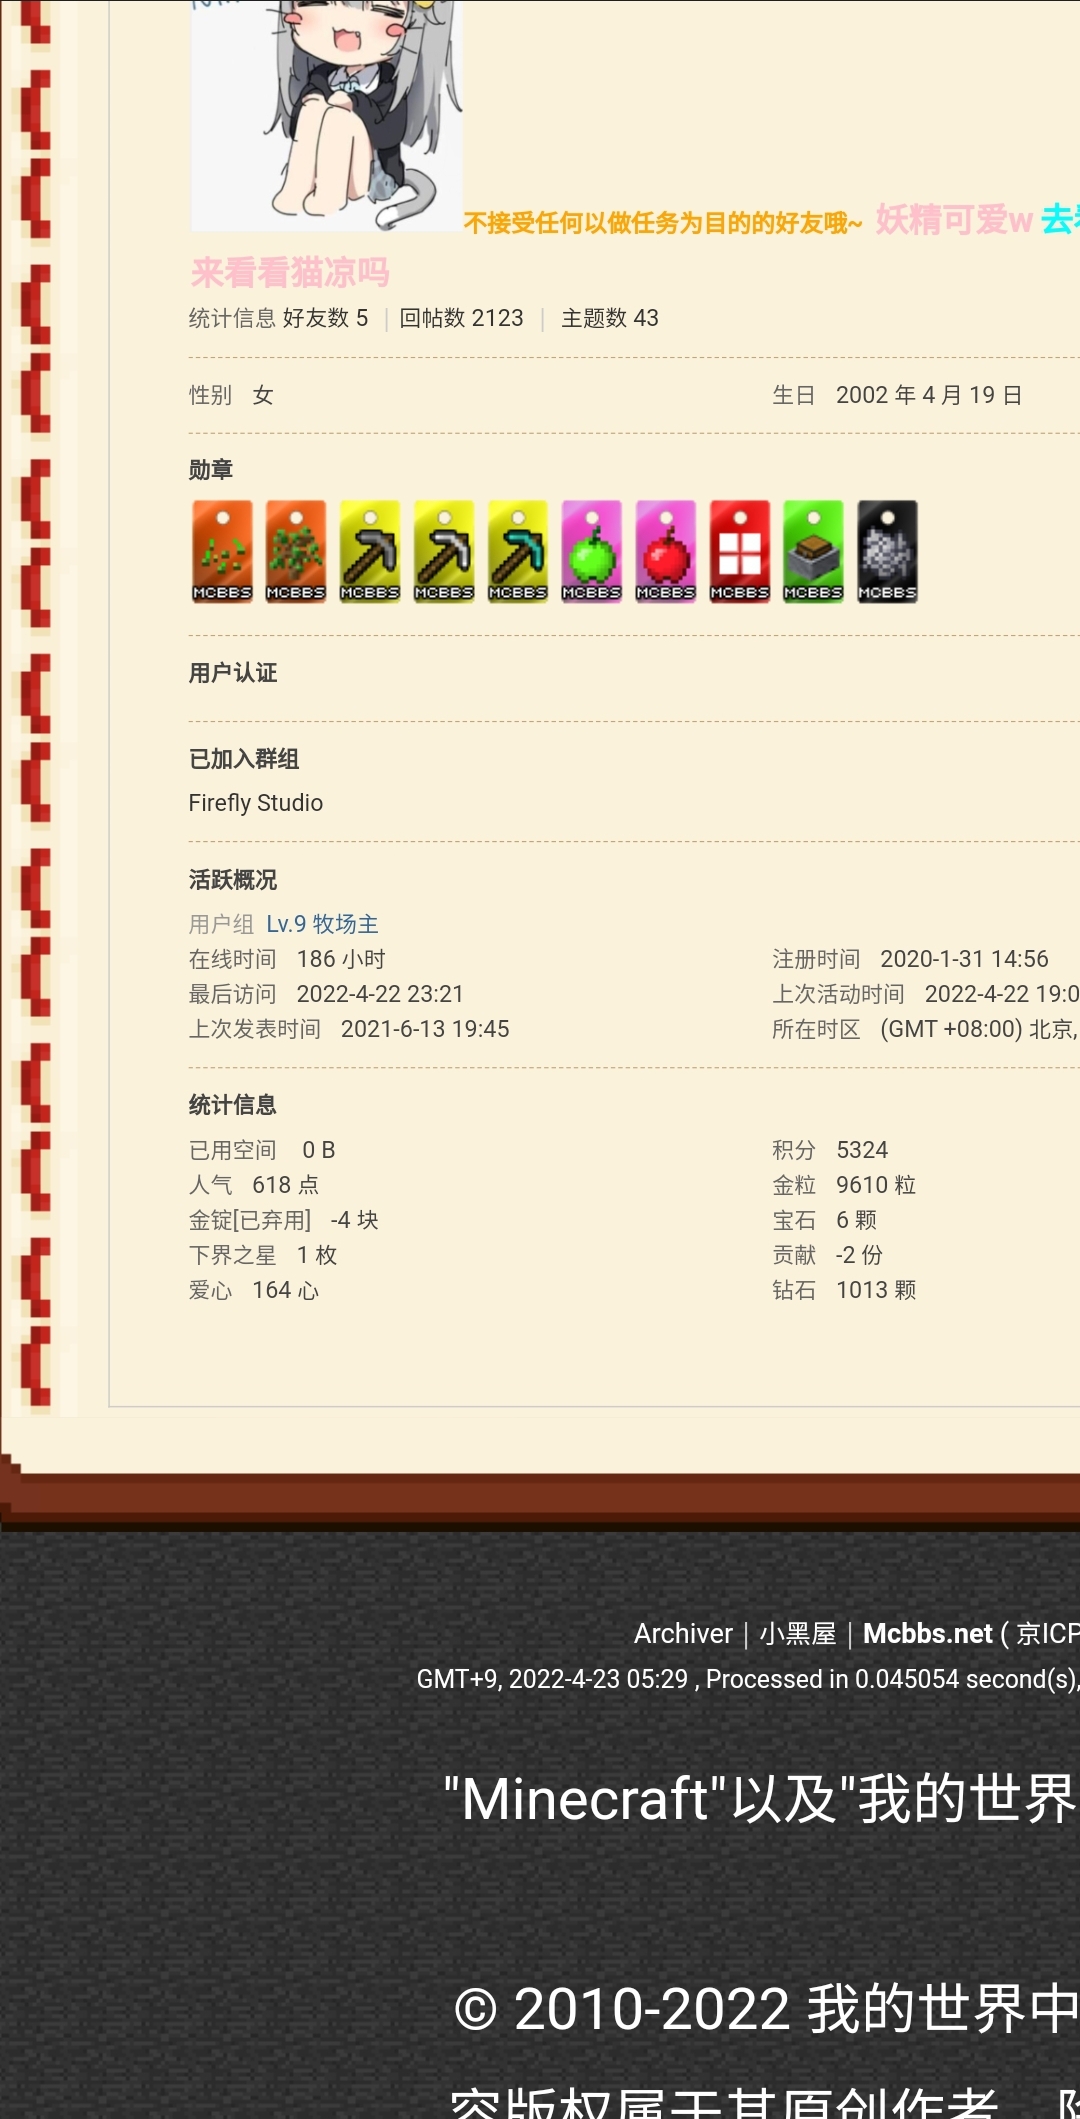 不接受任何以做任务为目的的好友哦~ 妖精可爱w 去
来看看猫凉吗
统计信息 好友数 5 | 回帖数 2123 | 主题数 43
性别 女 生日 2002 年 4 月 19 日
勋章
MCBBS MCBBS MCBBS MCBBS MCBBS MCBBS MCBBS MCBBS MCBBS MCBBS
用户认证
已加入群组
Firefly Studio
活跃概况
用户组 Lv.9 牧场主
在线时间 186 小时 注册时间 2020-1-31 14:56
最后访问 2022-4-22 23:21 上次活动时间 2022-4-22 19:0
上次发表时间 2021-6-13 19:45 所在时区 (GMT +08:00) 北京,
统计信息
已用空间 0 B 积分 5324
人气 618 点 金粒 9610 粒
金锭[已弃用] -4 块 宝石 6 颗
下界之星 1 枚 贡献 -2 份
爱心 164 心 钻石 1013 颗
Archiver | 小黑屋 | Mcbbs.net ( 京ICP
GMT+9, 2022-4-23 05:29 , Processed in 0.045054 second(s),
"Minecraft"以及"我的世界
© 2010-2022 我的世界中
容版权属于其原创作者